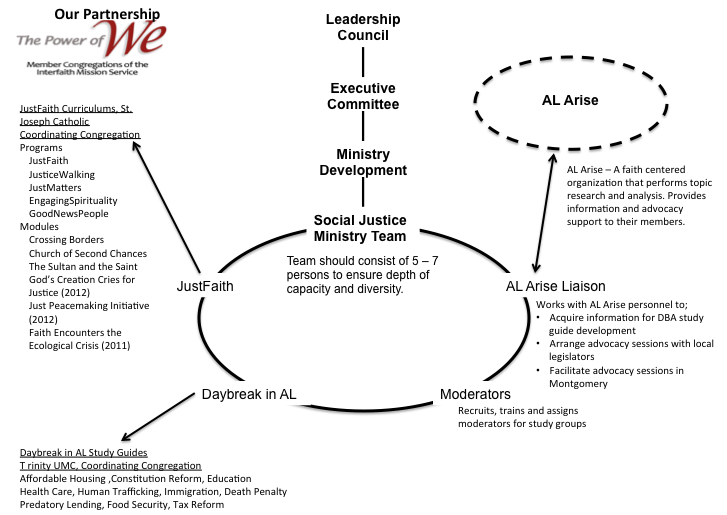 Our Partnership
The Power of We
Member Congregations of the
Interfaith Mission Service
Leadership
Council
Executive
Committee
Ministry
Development
Social Justice
Ministry Team
Team should consist of 5 – 7
persons to ensure depth of
capacity and diversity.
AL Arise
AL Arise – A faith centered
organization that performs topic
research and analysis. Provides
information and advocacy
support to their members.
JustFaith Curriculums, St.
Joseph Catholic
Coordinating Congregation
Programs
JustFaith
JusticeWalking
JustMatters
EngagingSpirituality
GoodNewsPeople
Modules
Crossing Borders
Church of Second Chances
The Sultan and the Saint
God's Creation Cries for
Justice (2012)
Just Peacemaking Initiative
(2012)
Faith Encounters the
Ecological Crisis (2011)
JustFaith
AL Arise Liaison
Works with AL Arise personnel to;
• Acquire information for DBA study
guide development
• Arrange advocacy sessions with local
legislators
• Facilitate advocacy sessions in
Montgomery
Daybreak in AL
Moderators
Recruits, trains and assigns
moderators for study groups
Daybreak in AL Study Guides
T rinity UMC, Coordinating Congregation
Affordable Housing ,Constitution Reform, Education
Health Care, Human Trafficking, Immigration, Death Penalty
Predatory Lending, Food Security, Tax Reform